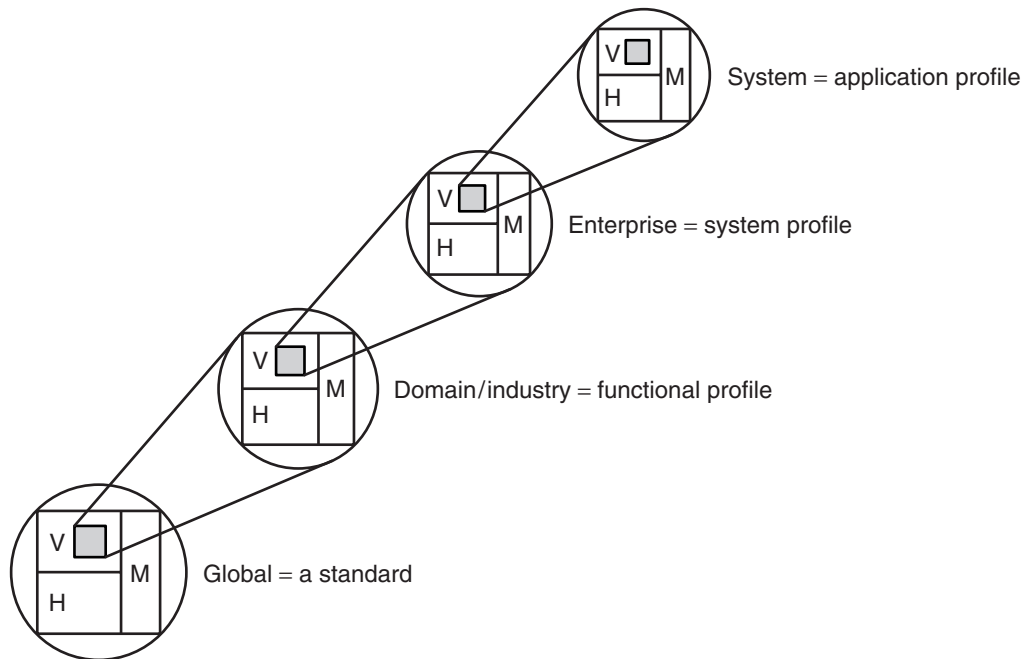 V
M
H
System = application profile
V
M
H
Enterprise = system profile
V
M
H
Domain/industry = functional profile
V
M
H
Global = a standard